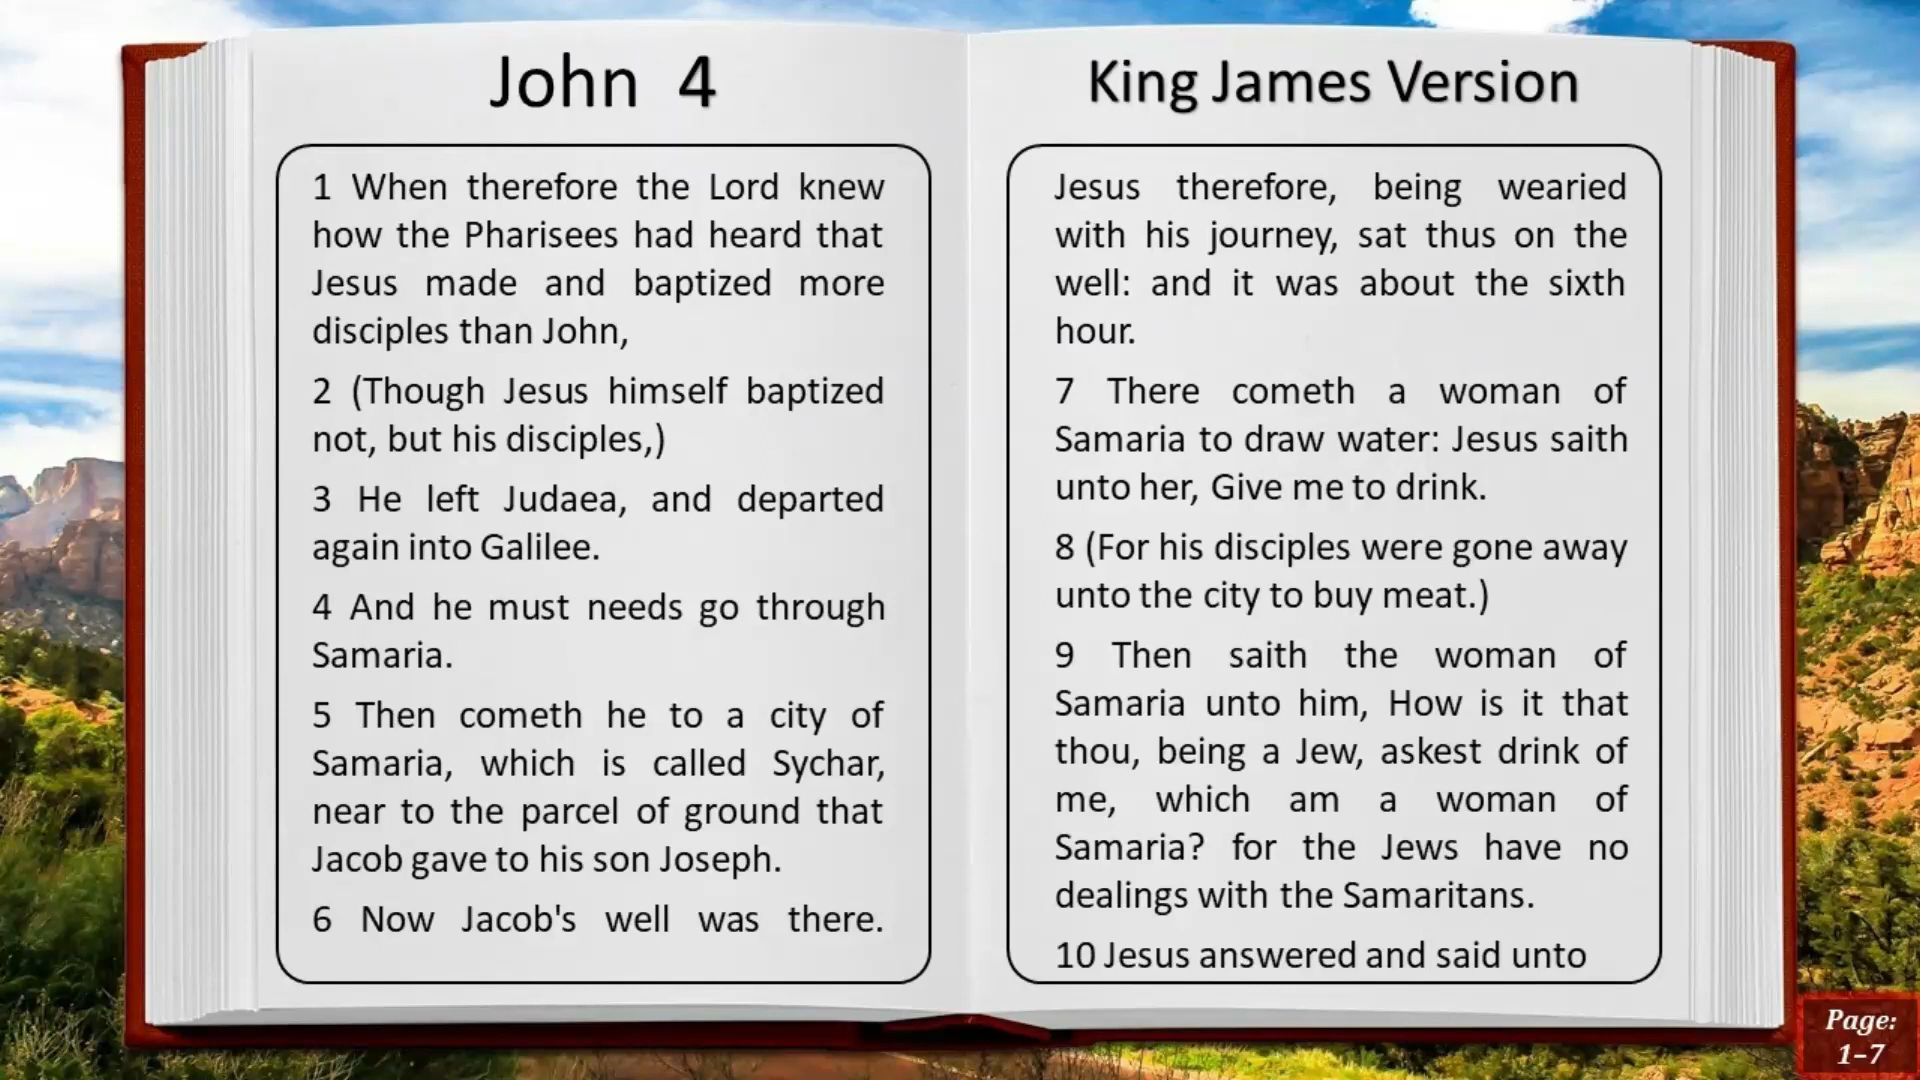 John 4
1 When therefore the Lord knew
how the Pharisees had heard that
Jesus made and baptized more
disciples than John,
2 (Though Jesus himself baptized
not, but his disciples,)
3 He left Judaea, and departed
again into Galilee.
4 And he must needs go through
Samaria.
5 Then cometh he to a city of
Samaria, which is called Sychar,
near to the parcel of ground that
Jacob gave to his son Joseph.
6 Now Jacob's well was there.
King James Version
Jesus therefore, being wearied
with his journey, sat thus on the
well: and it was about the sixth
hour.
7 There cometh a woman of
Samaria to draw water: Jesus saith
unto her, Give me to drink.
8 (For his disciples were gone away
unto the city to buy meat.)
9 Then saith the woman of
Samaria unto him, How is it that
thou, being a Jew, askest drink of
me, which am a woman of
Samaria? for the Jews have no
dealings with the Samaritans.
10 Jesus answered and said unto
Page:
1–7